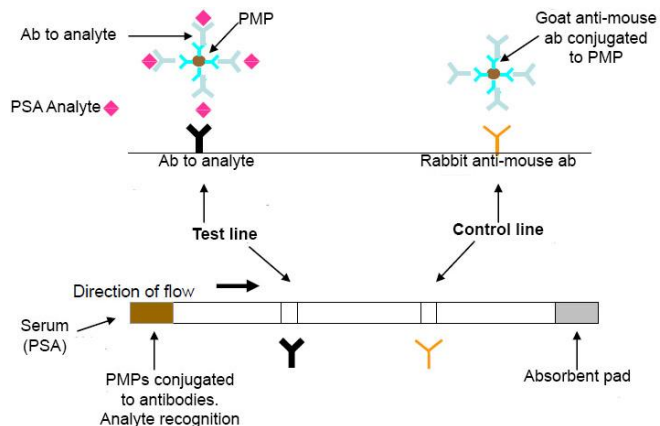 Ab to analyte
PMP
PSA Analyte
Ab to analyte
Goat anti-mouse
ab conjugated
to PMP
Rabbit anti-mouse ab
Test line
Control line
Direction of flow
Serum
(PSA)
PMPs conjugated
to antibodies.
Analyte recognition
Absorbent pad